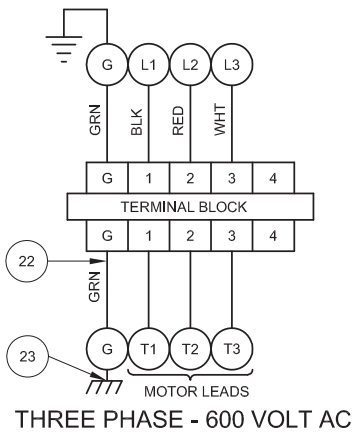 G L1 L2 L3
GRN BLK RED WHT
G 1 2 3 4
TERMINAL BLOCK
G 1 2 3 4
22
GRN
23
G T1 T2 T3
MOTOR LEADS
THREE PHASE - 600 VOLT AC